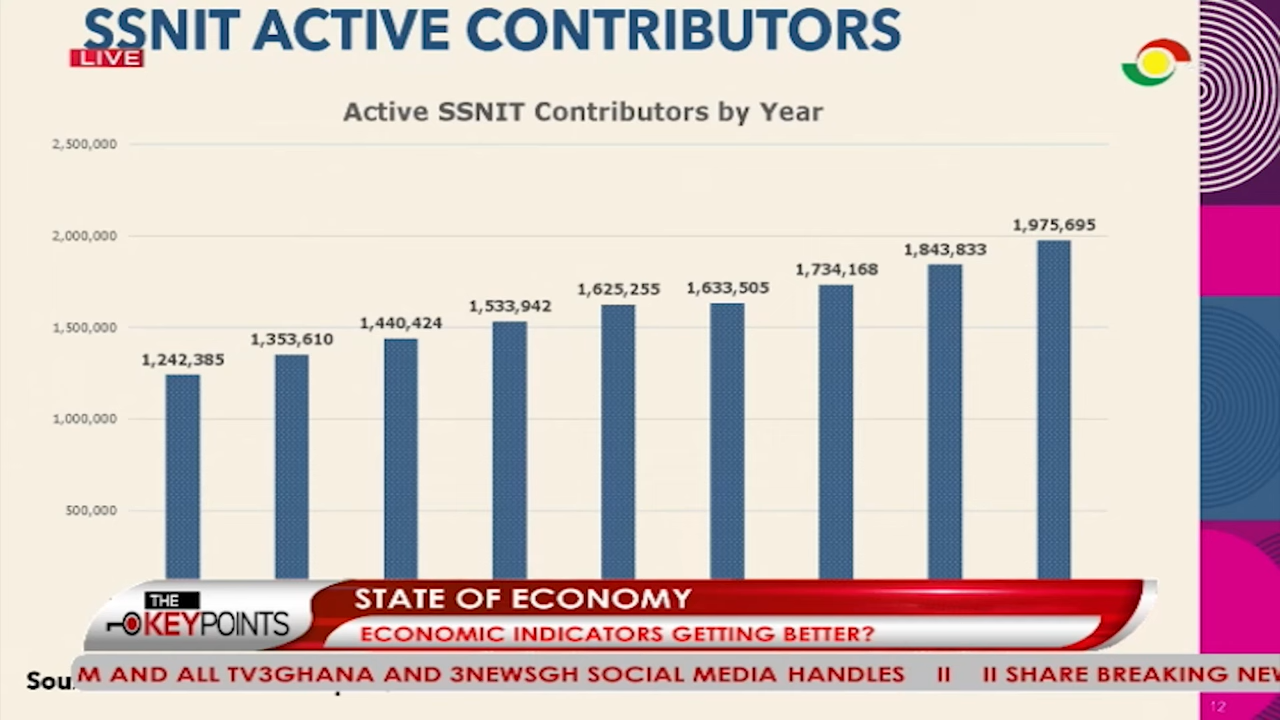 SSNIT ACTIVE CONTRIBUTORS
LIVE
Active SSNIT Contributors by Year
2,500,000
2,000,000
1,500,000
1,000,000
500,000
1,242,385
1,353,610
1,440,424
1,533,942
1,625,255
1,633,505
1,734,168
1,843,833
1,975,695
THE
KEYPOINTS
STATE OF ECONOMY
ECONOMIC INDICATORS GETTING BETTER?
M AND ALL TV3GHANA AND 3NEWSGH SOCIAL MEDIA HANDLES II II SHARE BREAKING NEW
Sou
12